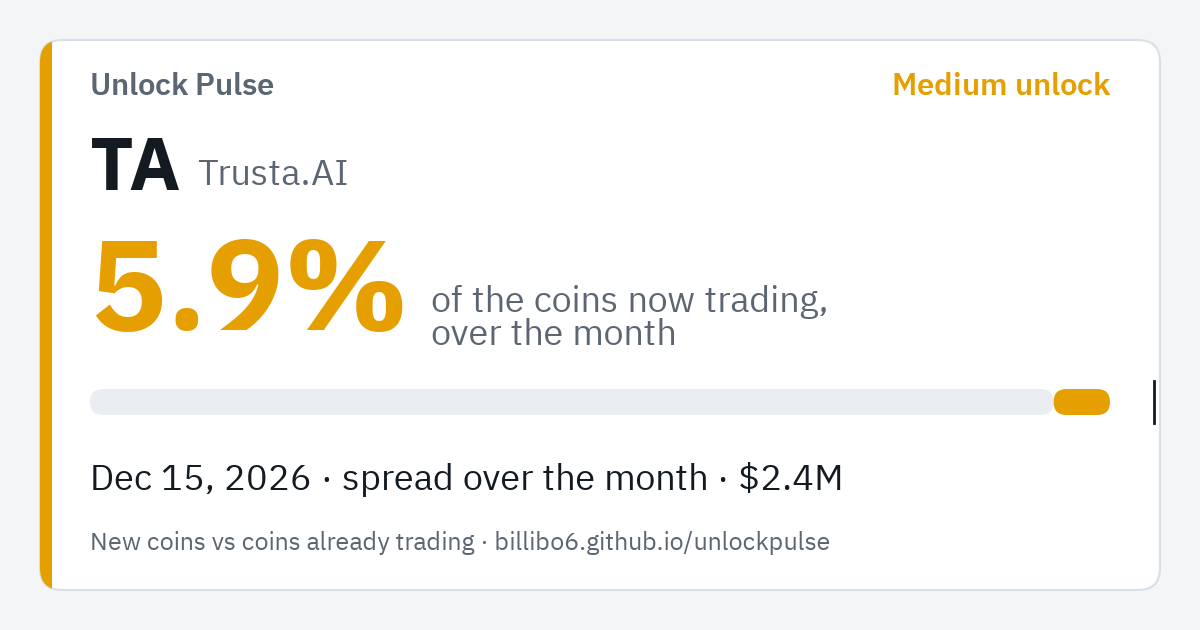 Unlock Pulse
Medium unlock
TA Trusta.AI
5.9% of the coins now trading,
over the month
Dec 15, 2026 · spread over the month · $2.4M
New coins vs coins already trading · billibo6.github.io/unlockpulse